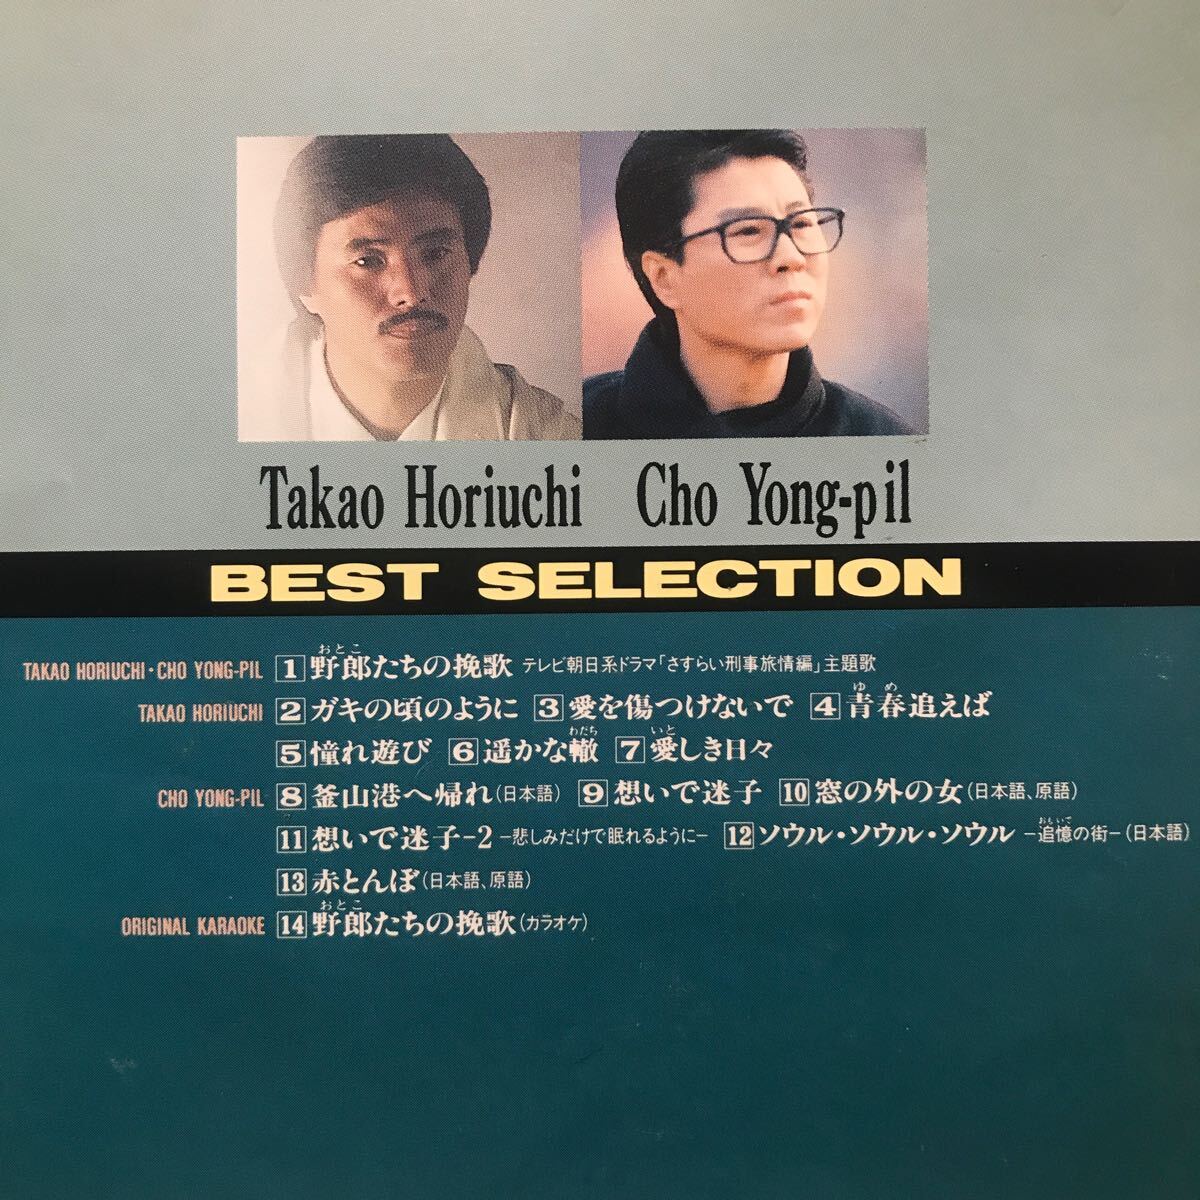 Takao Horiuchi Cho Yong-pil
BEST SELECTION
TAKAO HORIUCHI・CHO YONG-PIL 1 野郎たちの挽歌 テレビ朝日系ドラマ「さすらい刑事旅情編」主題歌
おとこ
TAKAO HORIUCHI 2 ガキの頃のように 3 愛を傷つけないで 4 青春追えば
ゆめ
5 憧れ遊び 6 遥かな轍 7 愛しき日々
わだち いと
CHO YONG-PIL 8 釜山港へ帰れ(日本語) 9 想いで迷子 10 窓の外の女(日本語、原語)
11 想いで迷子-2 -悲しみだけで眠れるように- 12 ソウル・ソウル・ソウル -追憶の街-(日本語)
おもいで
13 赤とんぼ(日本語、原語)
ORIGINAL KARAOKE 14 野郎たちの挽歌(カラオケ)
おとこ